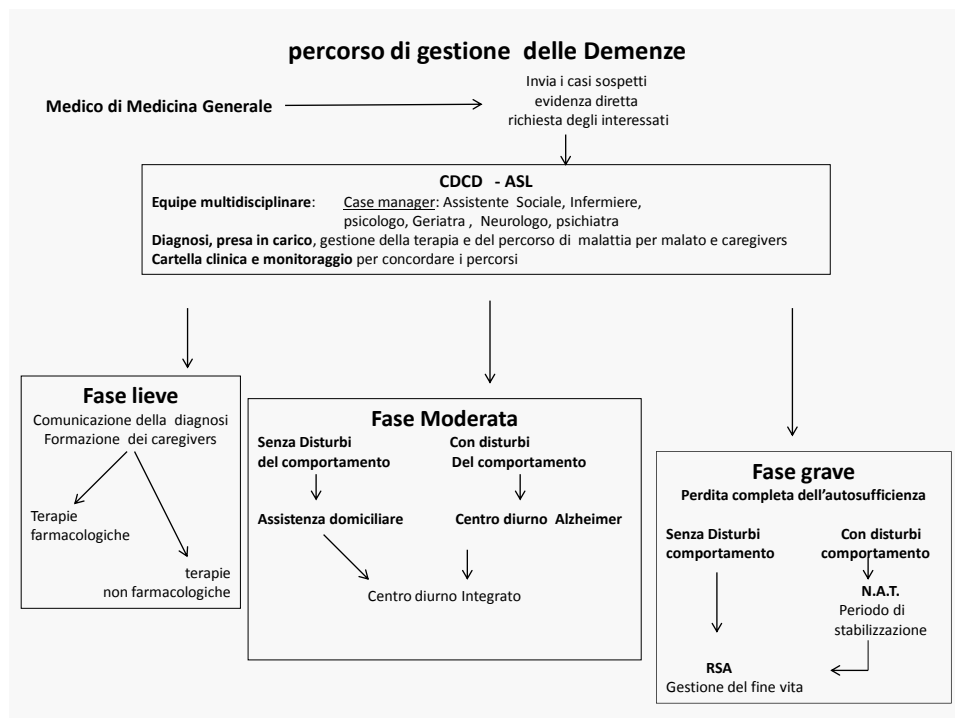 percorso di gestione delle Demenze
Medico di Medicina Generale
Invia i casi sospetti
evidenza diretta
richiesta degli interessati
CDCD - ASL
Equipe multidisplinare: Case manager: Assistente Sociale, Infermiere,
psicologo, Geriatra , Neurologo, psichiatra
Diagnosi, presa in carico, gestione della terapia e del percorso di malattia per malato e caregivers
Cartella clinica e monitoraggio per concordare i percorsi
Fase lieve
Comunicazione della diagnosi
Formazione dei caregivers
Terapie
farmacologiche
terapie
non farmacologiche
Fase Moderata
Senza Disturbi
del comportamento
Con disturbi
Del comportamento
Assistenza domiciliare
Centro diurno Alzheimer
Centro diurno Integrato
Fase grave
Perdita completa dell'autosufficienza
Senza Disturbi
comportamento
Con disturbi
comportamento
N.A.T.
Periodo di
stabilizzazione
RSA
Gestione del fine vita